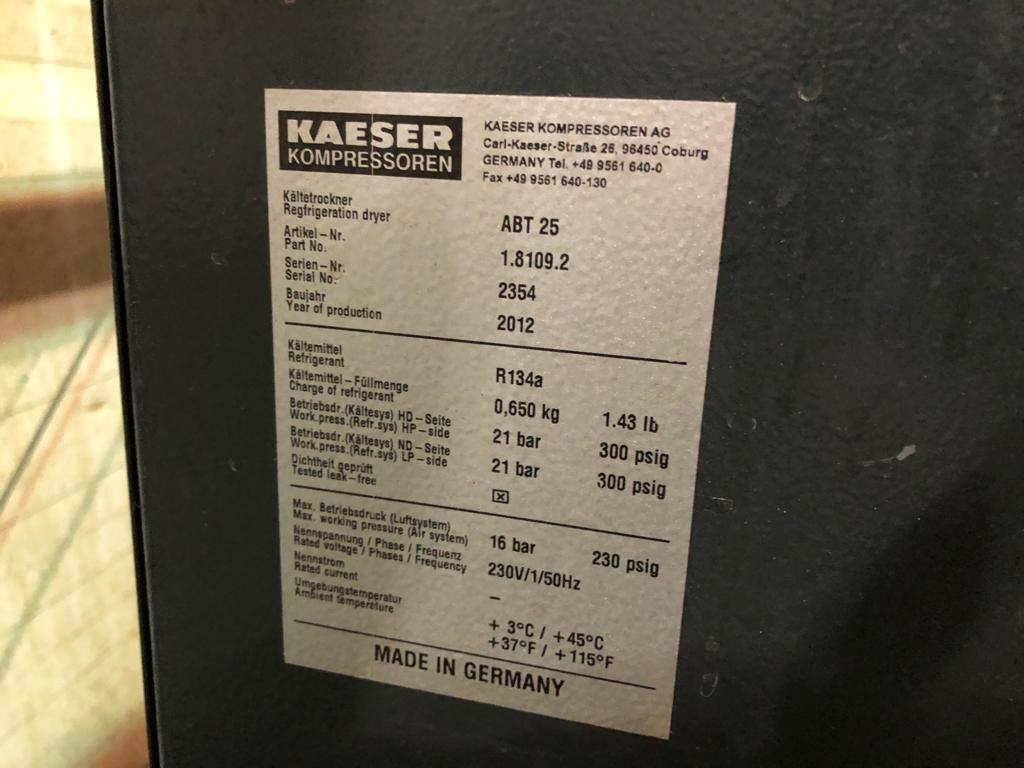 KAESER
KOMPRESSOREN
KAESER KOMPRESSOREN AG
Carl-Kaeser-Straße 26, 96450 Coburg
GERMANY Tel. +49 9561 640-0
Fax +49 9561 640-130
Kältetrockner
Regfrigeration dryer
ABT 25
Artikel – Nr.
Part No.
1.8109.2
Serien – Nr.
Serial No.
2354
Baujahr
Year of production
2012
Kältemittel
Refrigerant
R134a
Kältemittel – Füllmenge
Charge of refrigerant
0,650 kg 1.43 lb
Betriebsdr.(Kältesys) HD – Seite
Work.press.(Refr.sys) HP – side
21 bar 300 psig
Betriebsdr.(Kältesys) ND – Seite
Work.press.(Refr.sys) LP – side
21 bar 300 psig
Dichtheit geprüft
Tested leak – free
☒
Max. Betriebsdruck (Luftsystem)
Max. working pressure (Air system)
16 bar 230 psig
Nennspannung / Phase / Frequenz
Rated voltage / Phases / Frequency
230V/1/50Hz
Nennstrom
Rated current
–
Umgebungstemperatur
Ambient temperature
+ 3°C / +45°C
+37°F / +115°F
MADE IN GERMANY